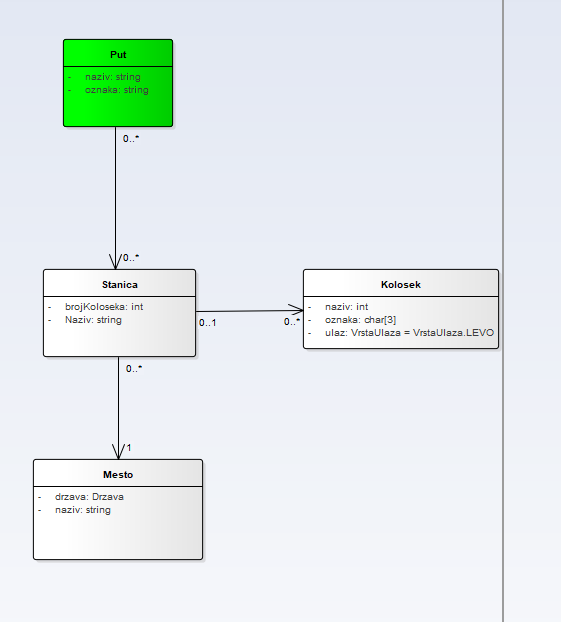 Put
- naziv: string
- oznaka: string
0..*
0..*
Stanica
- brojKoloseka: int
- Naziv: string
0..1
0..*
Kolosek
- naziv: int
- oznaka: char[3]
- ulaz: VrstaUlaza = VrstaUlaza.LEVO
0..*
1
Mesto
- drzava: Drzava
- naziv: string